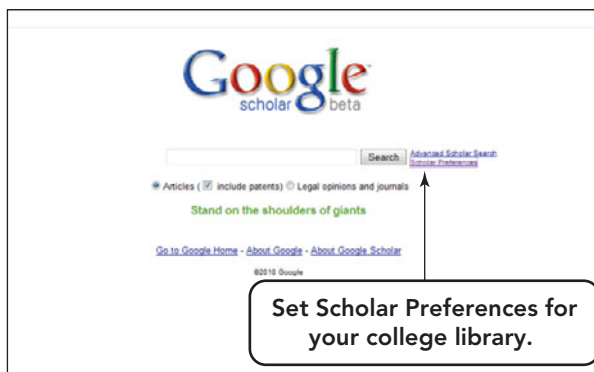 Google
scholar beta
Search Advanced Scholar Search
Scholar Preferences
Articles ( include patents) Legal opinions and journals
Stand on the shoulders of giants
Go to Google Home - About Google - About Google Scholar
©2010 Google
Set Scholar Preferences for
your college library.